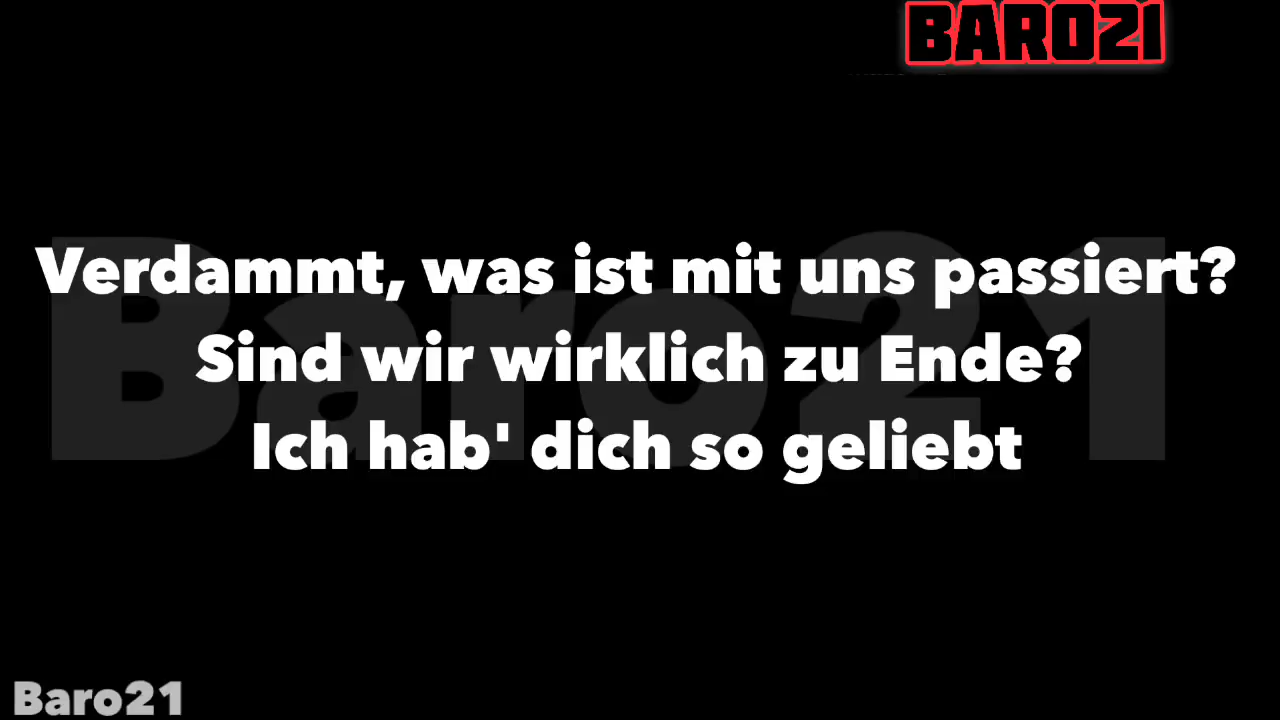 BARO21
Verdammt, was ist mit uns passiert?
Sind wir wirklich zu Ende?
Ich hab' dich so geliebt
Baro21
Baro21